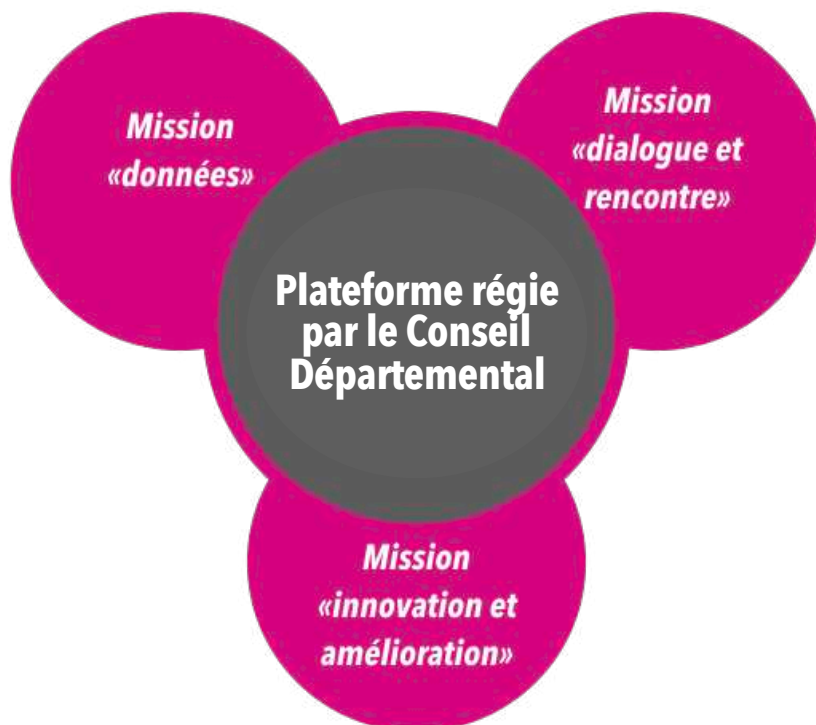 Mission
«données»
Mission
«dialogue et
rencontre»
Plateforme régie
par le Conseil
Départemental
Mission
«innovation et
amélioration»